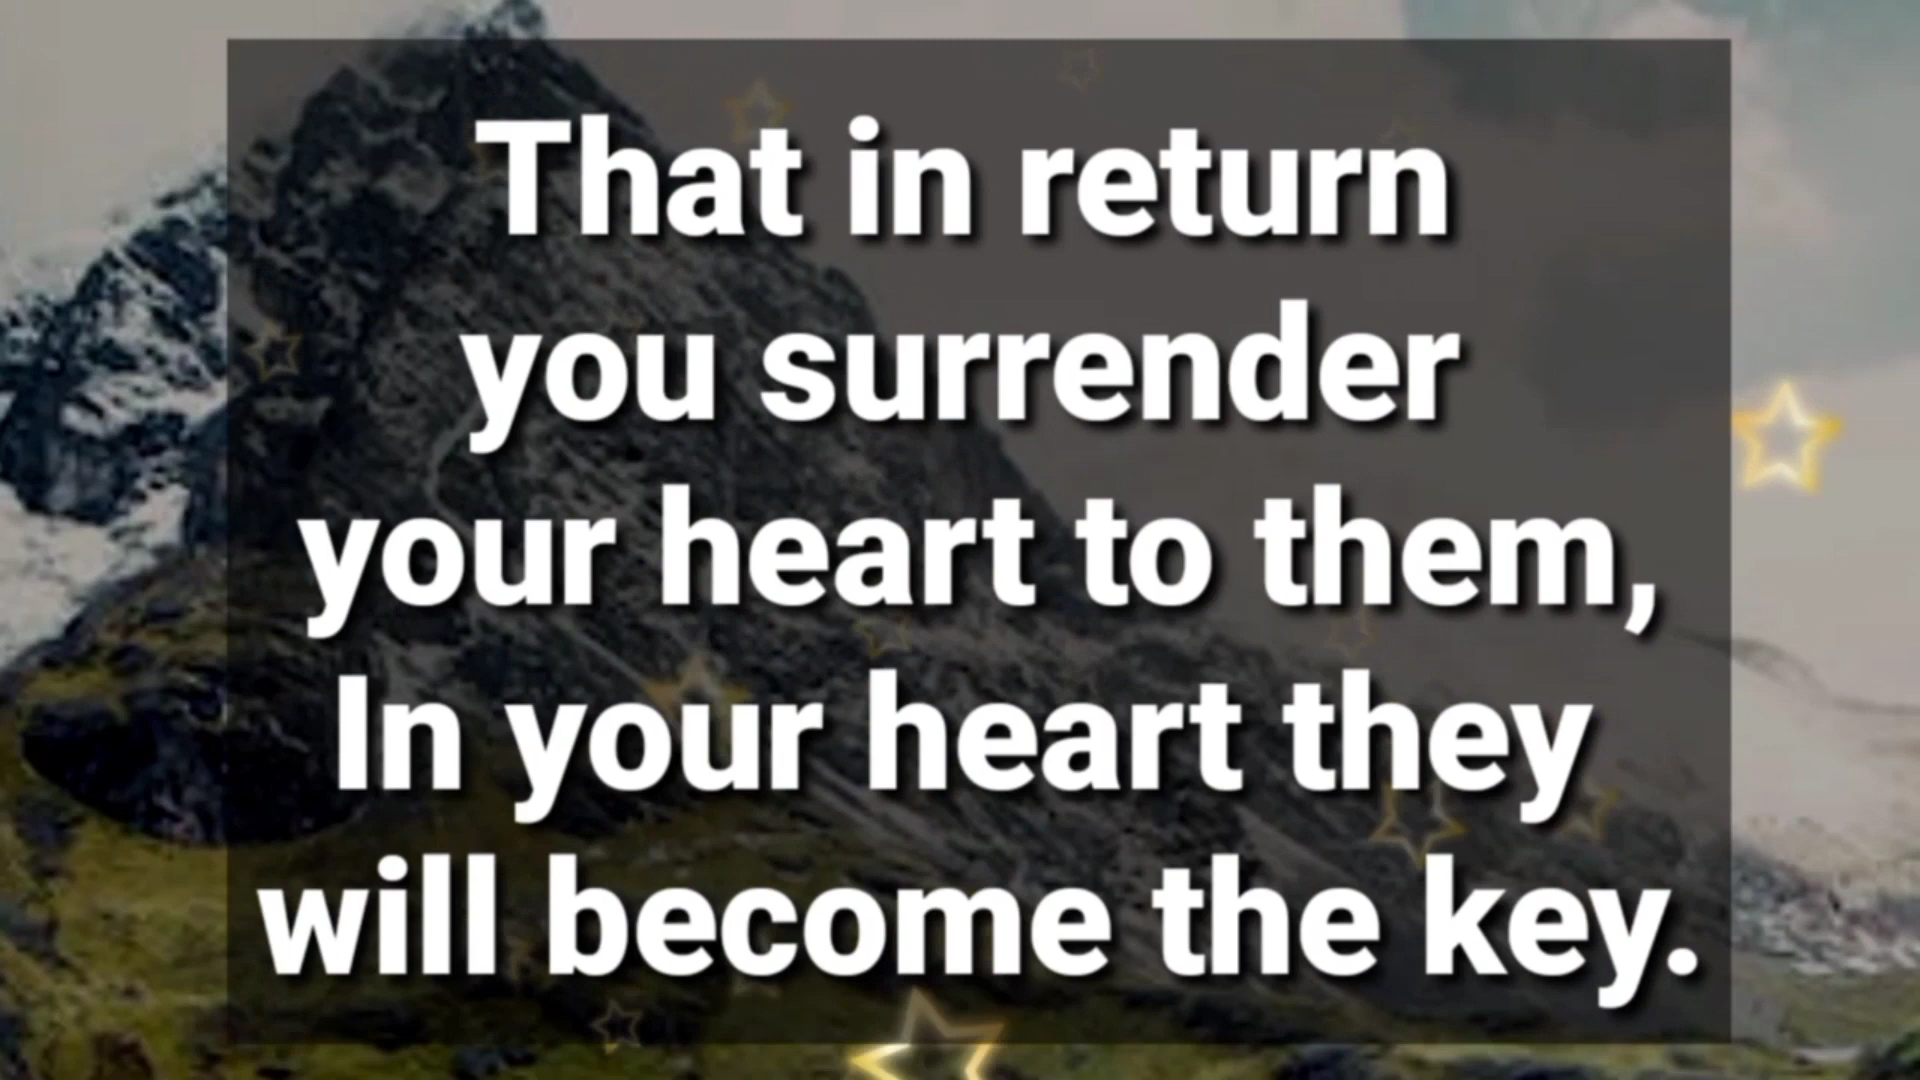 That in return
you surrender
your heart to them,
In your heart they
will become the key.